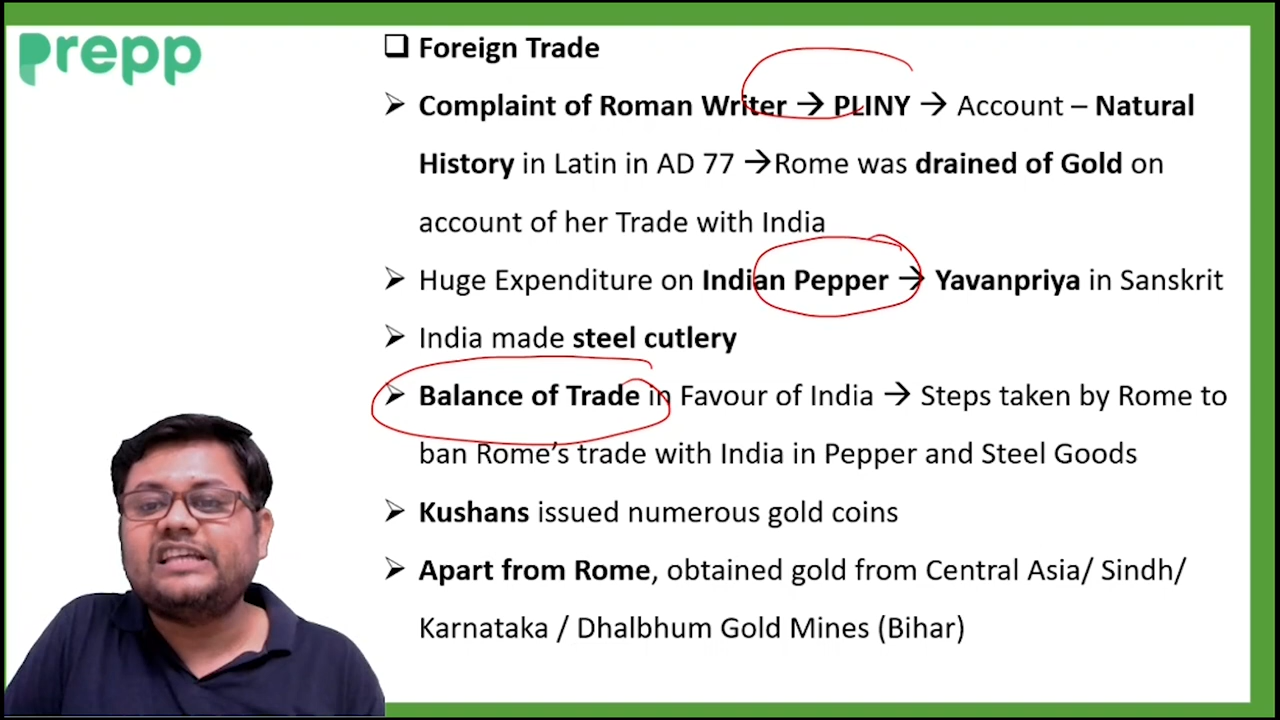 prepp
❑ Foreign Trade
➢ Complaint of Roman Writer → PLINY → Account – Natural
History in Latin in AD 77 →Rome was drained of Gold on
account of her Trade with India
➢ Huge Expenditure on Indian Pepper → Yavanpriya in Sanskrit
➢ India made steel cutlery
➢ Balance of Trade in Favour of India → Steps taken by Rome to
ban Rome’s trade with India in Pepper and Steel Goods
➢ Kushans issued numerous gold coins
➢ Apart from Rome, obtained gold from Central Asia/ Sindh/
Karnataka / Dhalbhum Gold Mines (Bihar)